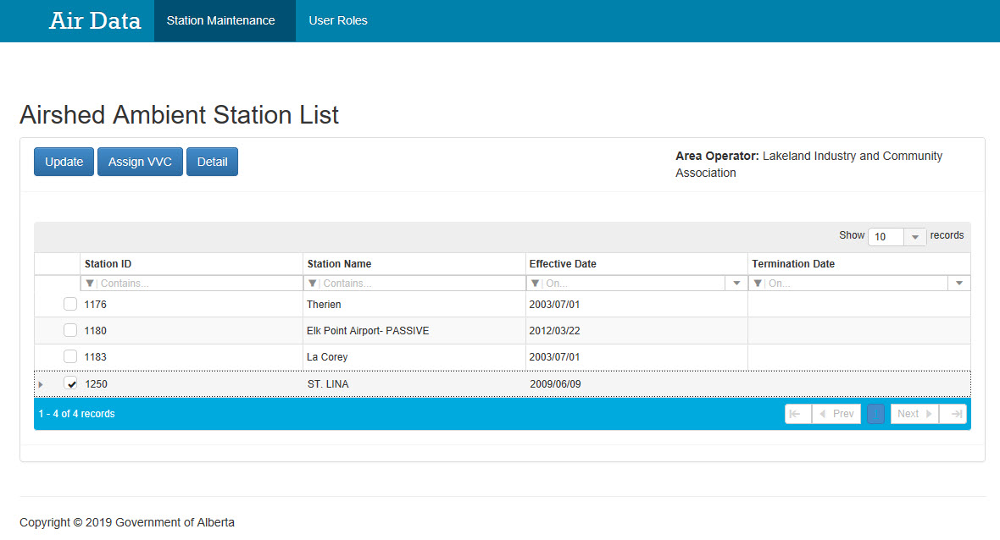 Air Data Station Maintenance User Roles
Airshed Ambient Station List
Update Assign VVC Detail
Area Operator: Lakeland Industry and Community
Association
Show 10 records
Station ID Station Name Effective Date Termination Date
Contains... Contains... On... On...
1176 Therien 2003/07/01
1180 Elk Point Airport- PASSIVE 2012/03/22
1183 La Corey 2003/07/01
1250 ST. LINA 2009/06/09
1 - 4 of 4 records Prev 1 Next
Copyright © 2019 Government of Alberta